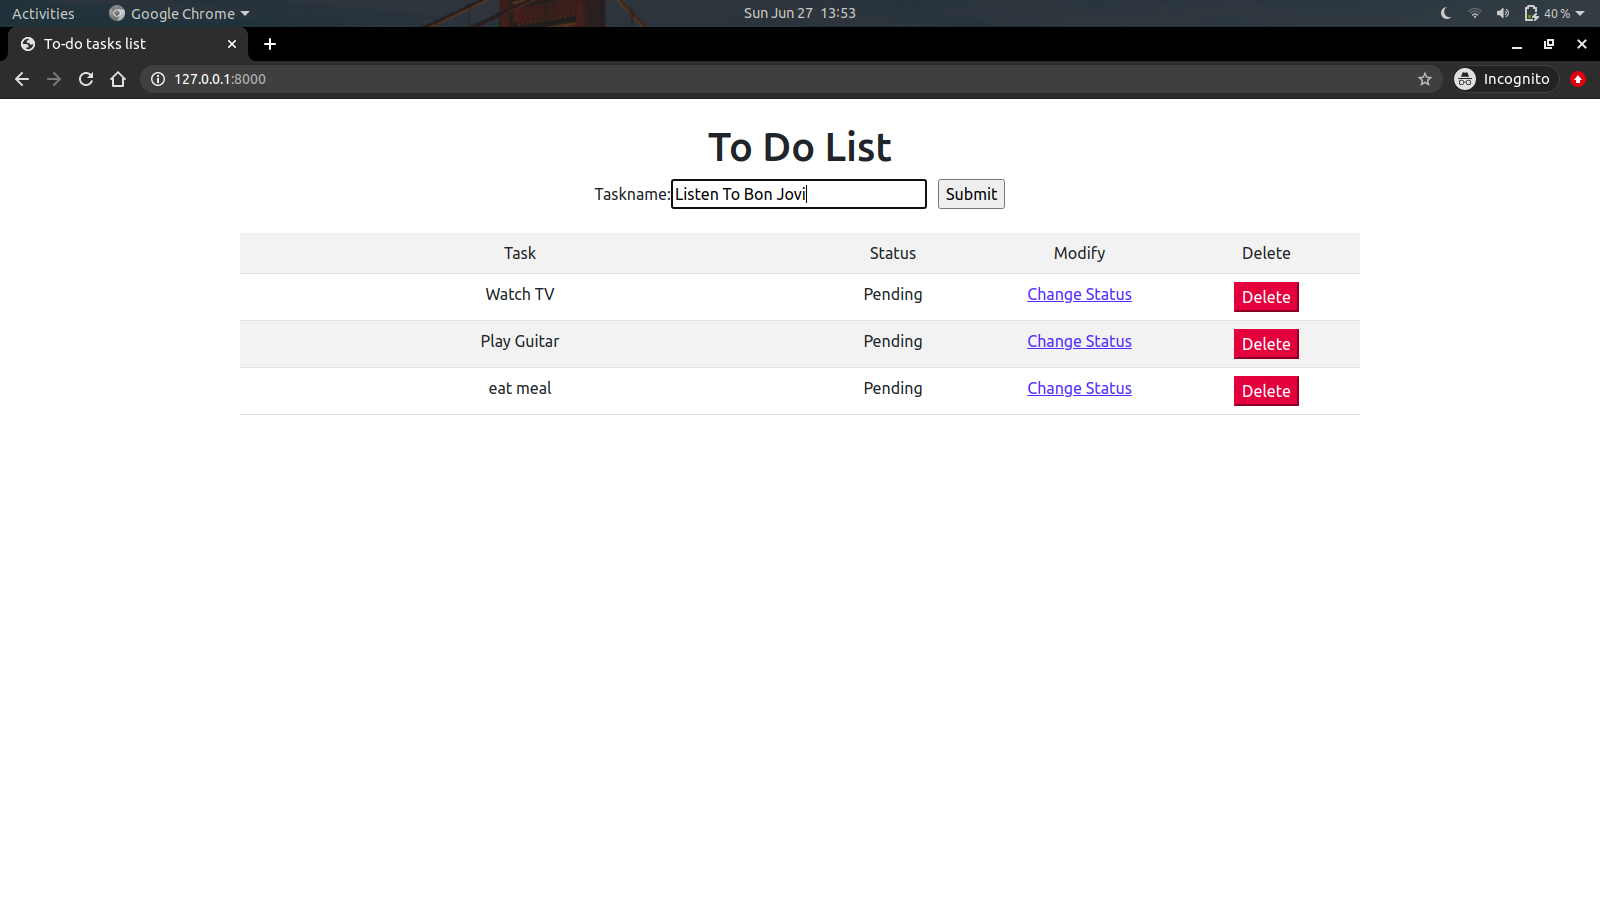 Activities Google Chrome Sun Jun 27 13:53 40 %
To-do tasks list
127.0.0.1:8000 Incognito
To Do List
Taskname: Listen To Bon Jovi Submit
Task Status Modify Delete
Watch TV Pending Change Status Delete
Play Guitar Pending Change Status Delete
eat meal Pending Change Status Delete